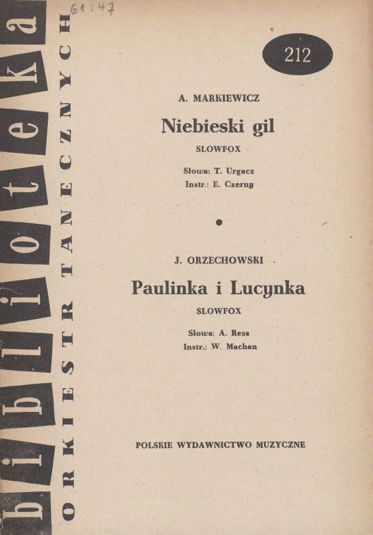 61:47
biblioteka
ORKIESTR TANECZNYCH
212
A. MARKIEWICZ
Niebieski gil
SLOWFOX
Słowa: T. Urgacz
Instr.: E. Czerny
J. ORZECHOWSKI
Paulinka i Lucynka
SLOWFOX
Słowa: A. Ress
Instr.: W. Machan
POLSKIE WYDAWNICTWO MUZYCZNE